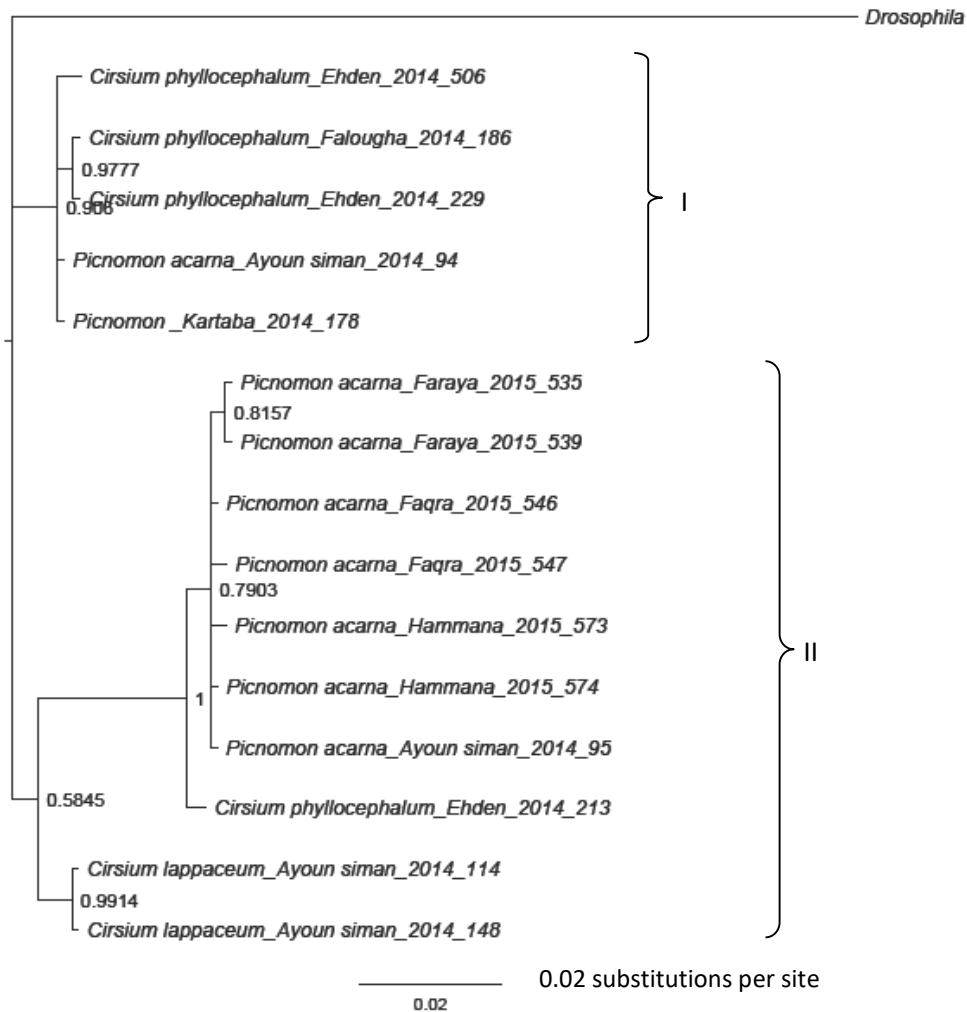 Drosophila
Cirsium phyllocephalum_Ehden_2014_506
Cirsium phyllocephalum_Falougha_2014_186
0.9777
Cirsium phyllocephalum_Ehden_2014_229
0.908
I
Picnomon acarna_Ayoun siman_2014_94
Picnomon _Kartaba_2014_178
Picnomon acarna_Faraya_2015_535
0.8157
Picnomon acarna_Faraya_2015_539
Picnomon acarna_Faqra_2015_546
Picnomon acarna_Faqra_2015_547
0.7903
Picnomon acarna_Hammana_2015_573
II
Picnomon acarna_Hammana_2015_574
1
Picnomon acarna_Ayoun siman_2014_95
0.5845
Cirsium phyllocephalum_Ehden_2014_213
Cirsium lappaceum_Ayoun siman_2014_114
0.9914
Cirsium lappaceum_Ayoun siman_2014_148
0.02 substitutions per site
0.02